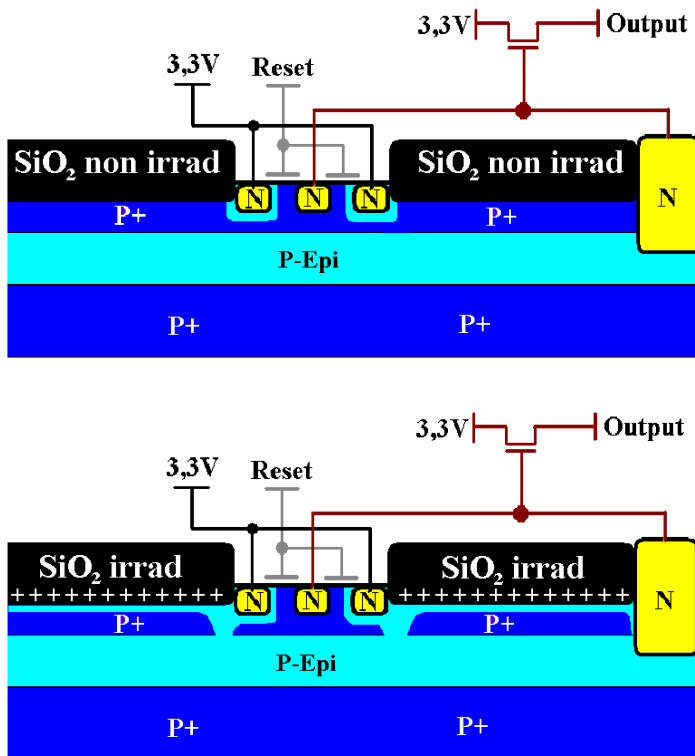 3,3V Output
Reset
3,3V
SiO₂ non irrad SiO₂ non irrad
N N N N
P+ P+
P-Epi
P+ P+
3,3V Output
3,3V Reset
SiO₂ irrad SiO₂ irrad
++++++++++++ ++++++++++++
N N N N
P+ P+
P-Epi
P+ P+